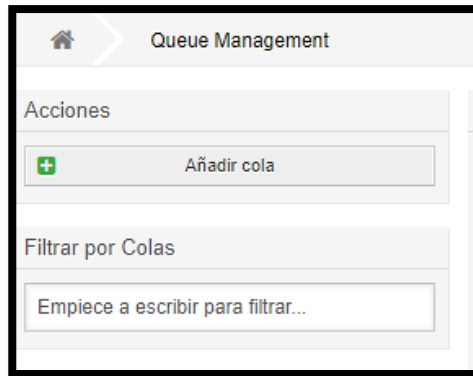 Queue Management
Acciones
Añadir cola
Filtrar por Colas
Empiece a escribir para filtrar...